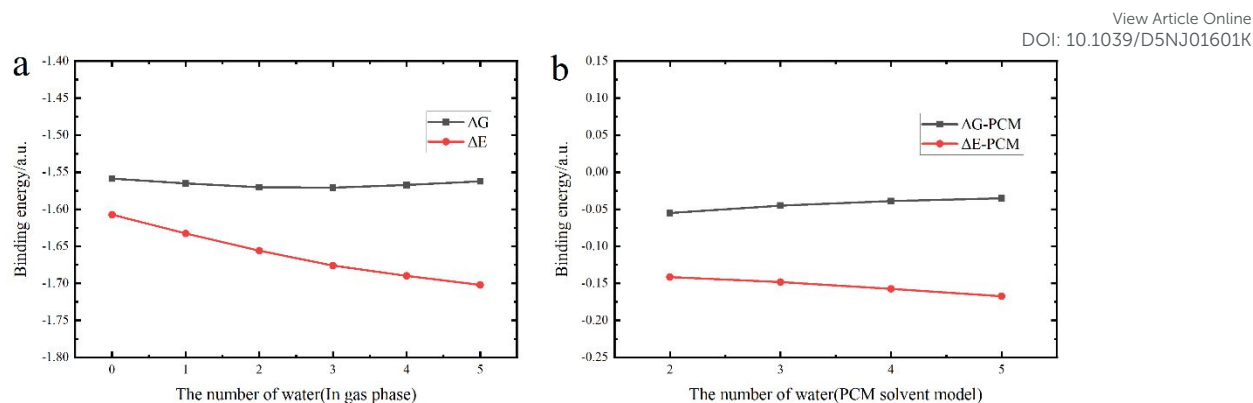 View Article Online
DOI: 10.1039/D5NJ01601K
a
-1.40
-1.45
-1.50
-1.55
-1.60
-1.65
-1.70
-1.75
-1.80
Binding energy/a.u.
ΔG
ΔE
0 1 2 3 4 5
The number of water(In gas phase)
b
0.15
0.10
0.05
0.00
-0.05
-0.10
-0.15
-0.20
-0.25
Binding energy/a.u.
ΔG-PCM
ΔE-PCM
2 3 4 5
The number of water(PCM solvent model)